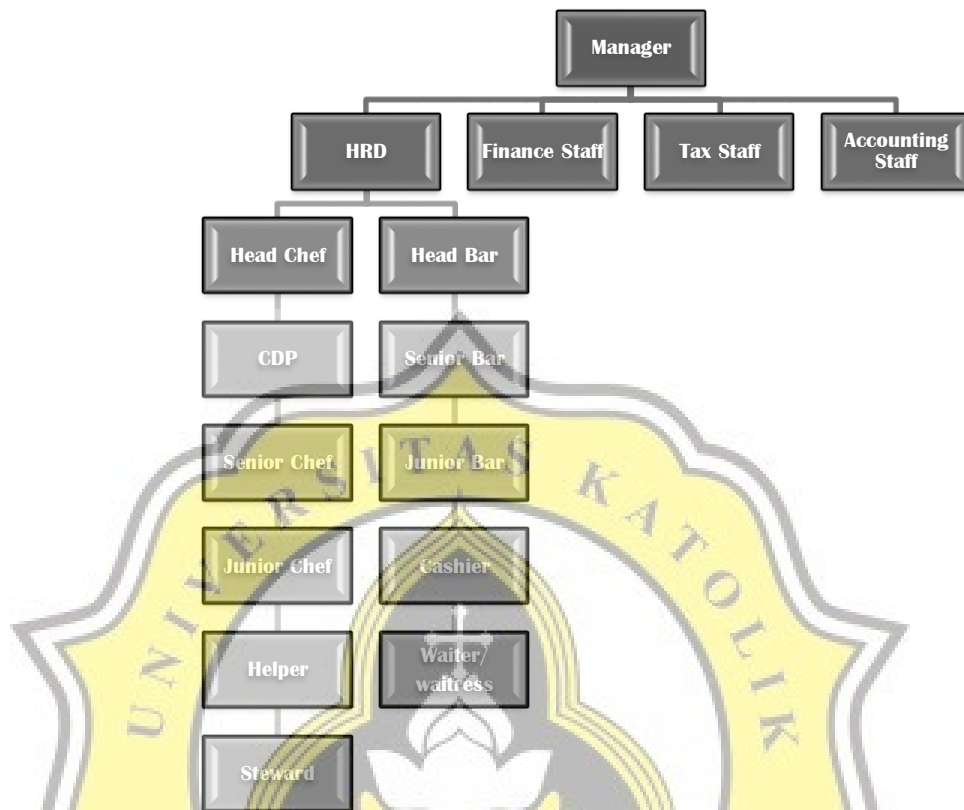 Manager
HRD
Finance Staff
Tax Staff
Accounting
Staff
Head Chef
Head Bar
CDP
Senior Bar
Senior Chef
Junior Bar
Junior Chef
Cashier
Helper
Waiter/
waitress
Steward
UNIVERSITAS KATOLIK